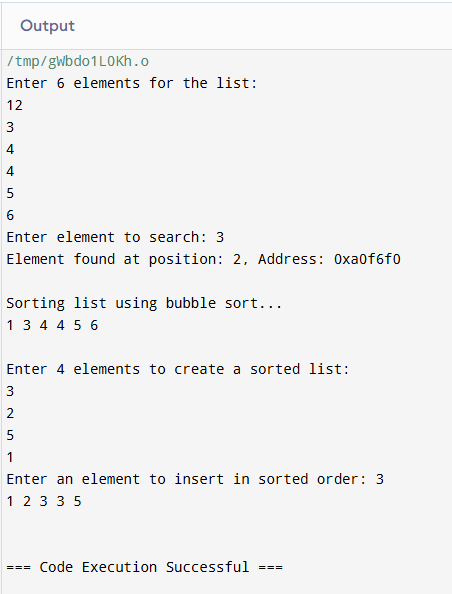 Output
/tmp/gWbdo1L0Kh.o
Enter 6 elements for the list:
12
3
4
4
5
6
Enter element to search: 3
Element found at position: 2, Address: 0xa0f6f0
Sorting list using bubble sort...
1 3 4 4 5 6
Enter 4 elements to create a sorted list:
3
2
5
1
Enter an element to insert in sorted order: 3
1 2 3 3 5
=== Code Execution Successful ===